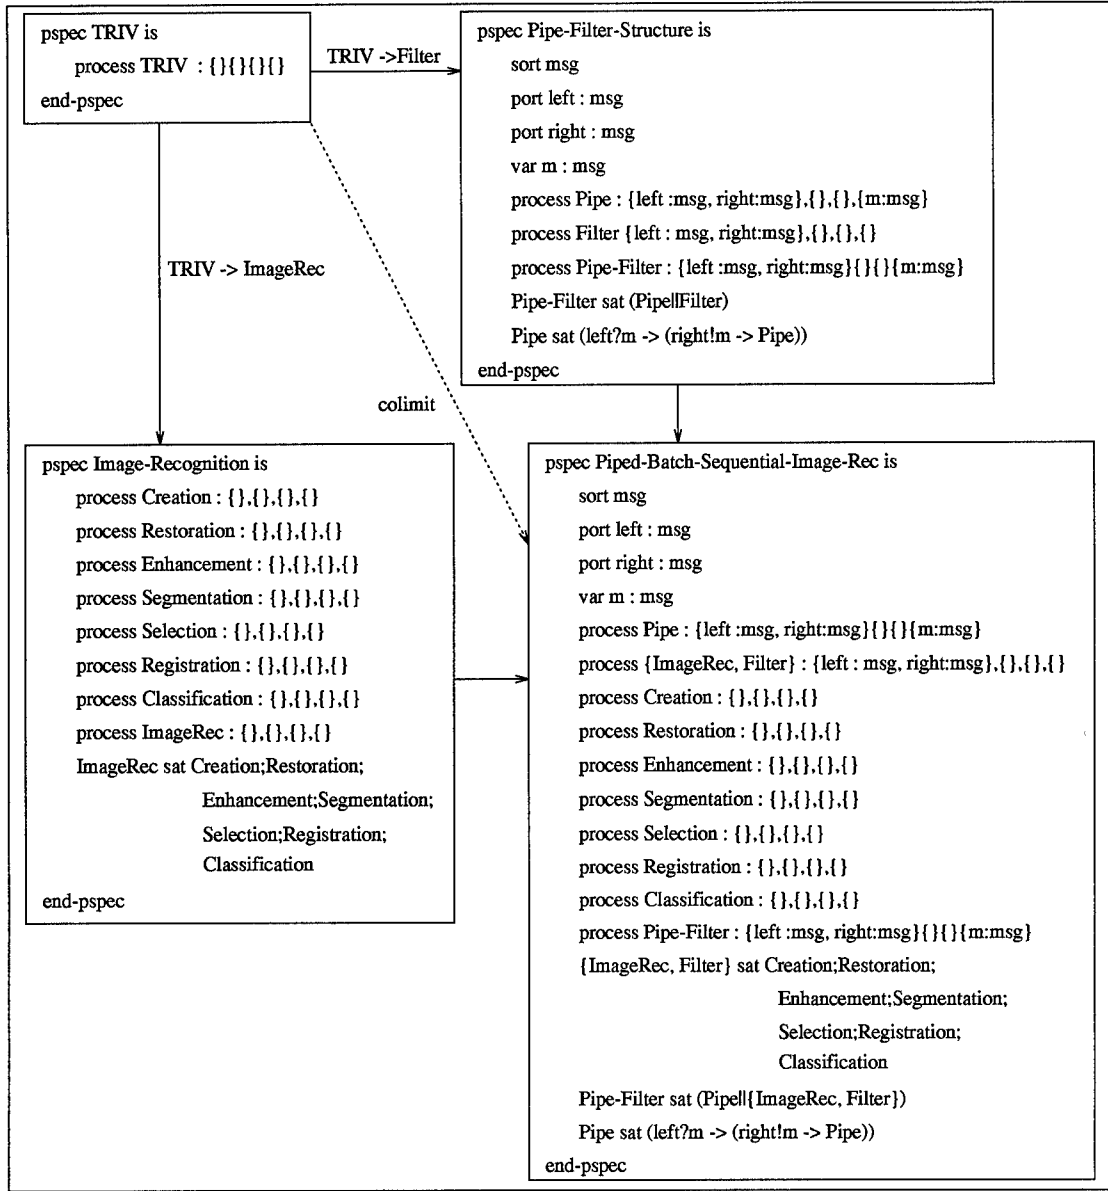 pspec TRIV is
process TRIV : {}{}{}{}
end-pspec
TRIV ->Filter
pspec Pipe-Filter-Structure is
sort msg
port left : msg
port right : msg
var m : msg
process Pipe : {left :msg, right:msg},{},{},{m:msg}
process Filter {left : msg, right:msg},{},{},{}
process Pipe-Filter : {left :msg, right:msg}{}{}{m:msg}
Pipe-Filter sat (Pipe||Filter)
Pipe sat (left?m -> (right!m -> Pipe))
end-pspec
TRIV -> ImageRec
colimit
pspec Image-Recognition is
process Creation : {},{},{},{}
process Restoration : {},{},{},{}
process Enhancement : {},{},{},{}
process Segmentation : {},{},{},{}
process Selection : {},{},{},{}
process Registration : {},{},{},{}
process Classification : {},{},{},{}
process ImageRec : {},{},{},{}
ImageRec sat Creation;Restoration;
Enhancement;Segmentation;
Selection;Registration;
Classification
end-pspec
pspec Piped-Batch-Sequential-Image-Rec is
sort msg
port left : msg
port right : msg
var m : msg
process Pipe : {left :msg, right:msg}{}{}{m:msg}
process {ImageRec, Filter} : {left : msg, right:msg},{},{},{}
process Creation : {},{},{},{}
process Restoration : {},{},{},{}
process Enhancement : {},{},{},{}
process Segmentation : {},{},{},{}
process Selection : {},{},{},{}
process Registration : {},{},{},{}
process Classification : {},{},{},{}
process Pipe-Filter : {left :msg, right:msg}{}{}{m:msg}
{ImageRec, Filter} sat Creation;Restoration;
Enhancement;Segmentation;
Selection;Registration;
Classification
Pipe-Filter sat (Pipe||{ImageRec, Filter})
Pipe sat (left?m -> (right!m -> Pipe))
end-pspec